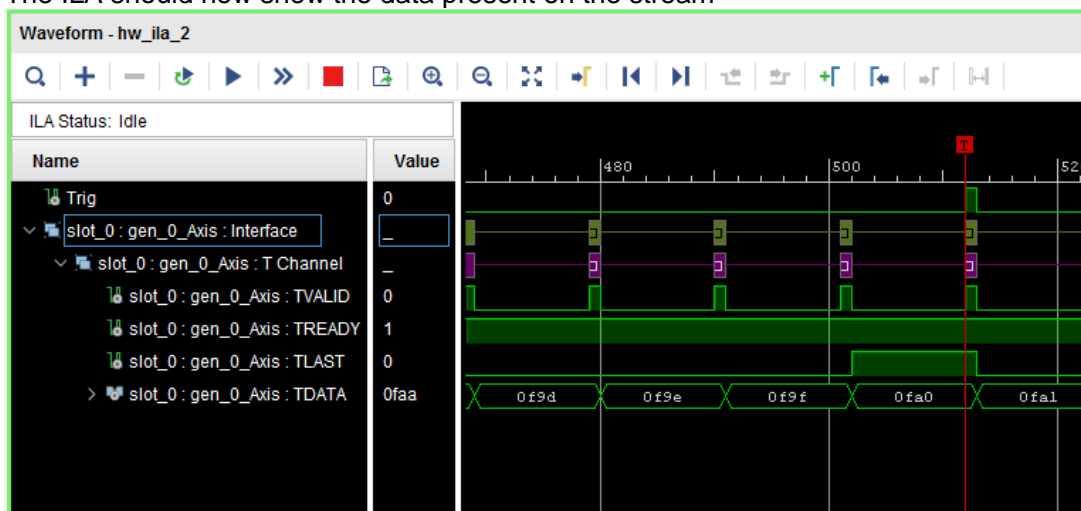 The ILA should now show the data present on the stream
Waveform - hw_ila_2
ILA Status: Idle
Name Value
T
480 500 52
Trig 0
slot_0 : gen_0_Axis : Interface _
slot_0 : gen_0_Axis : T Channel _
slot_0 : gen_0_Axis : TVALID 0
slot_0 : gen_0_Axis : TREADY 1
slot_0 : gen_0_Axis : TLAST 0
slot_0 : gen_0_Axis : TDATA 0faa 0f9d 0f9e 0f9f 0fa0 0fa1